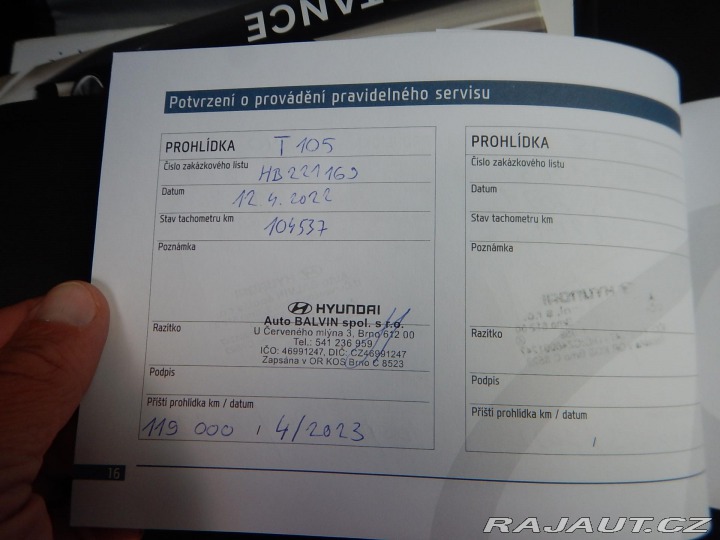 TANCE
Potvrzení o provádění pravidelného servisu
PROHLÍDKA T 105
Číslo zakázkového listu HB221169
Datum 12.4.2022
Stav tachometru km 104537
Poznámka
HYUNDAI
Auto BALVIN spol. s r.o.
U Červeného mlýna 3, Brno 612 00
Tel.: 541 236 959
IČO: 46991247, DIČ: CZ46991247
Zapsána v OR KOS Brno C 8523
Razítko
Podpis
Příští prohlídka km / datum
119 000 / 4/2023
16
PROHLÍDKA
Číslo zakázkového listu
Datum
Stav tachometru km
Poznámka
Razítko
Podpis
Příští prohlídka km / datum
/
RAJAUT.CZ